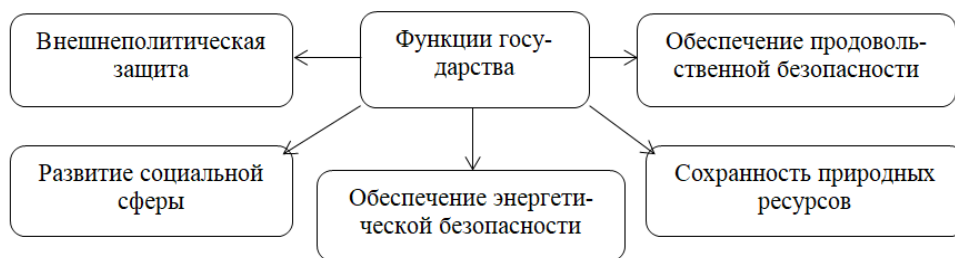 Внешнеполитическая
защита
Функции госу-
дарства
Обеспечение продоволь-
ственной безопасности
Развитие социальной
сферы
Обеспечение энергети-
ческой безопасности
Сохранность природных
ресурсов